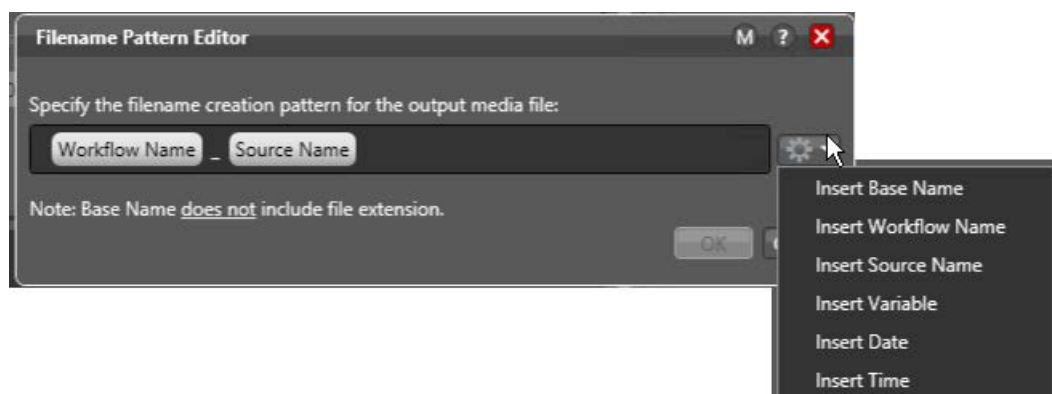 Filename Pattern Editor
M ?
Specify the filename creation pattern for the output media file:
Workflow Name _ Source Name
Note: Base Name does not include file extension.
OK
Insert Base Name
Insert Workflow Name
Insert Source Name
Insert Variable
Insert Date
Insert Time